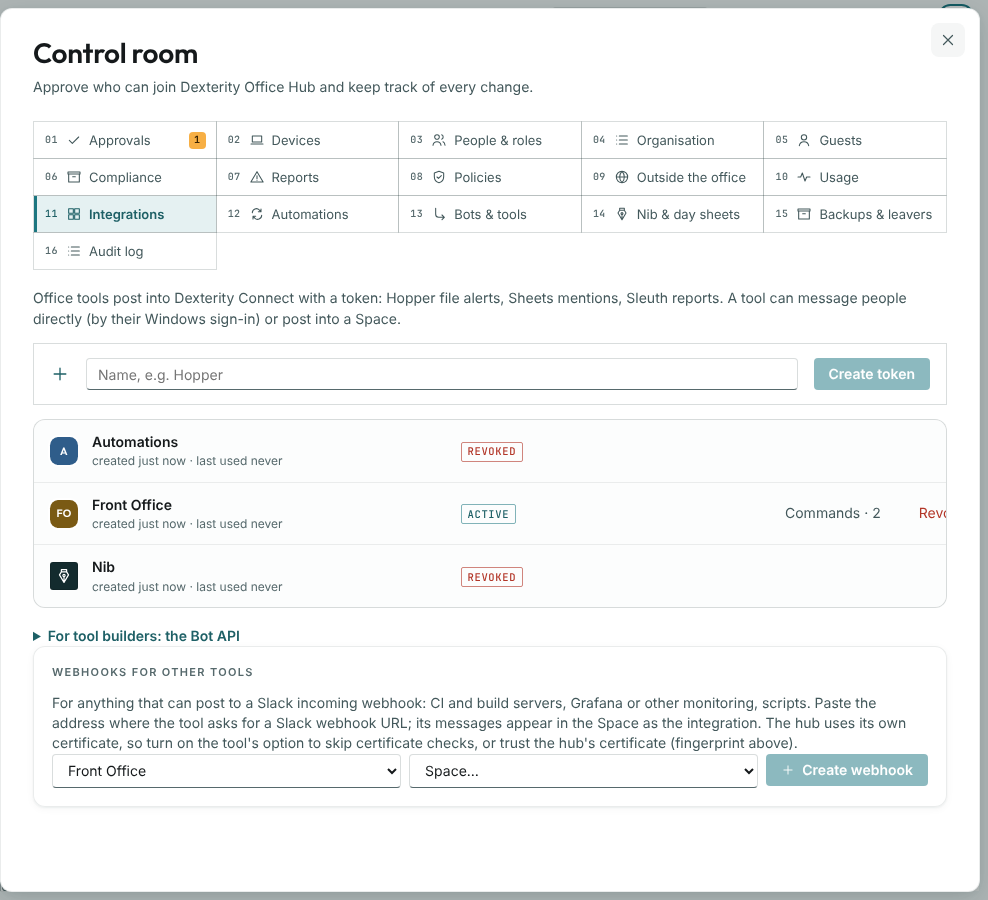 Control room
Approve who can join Dexterity Office Hub and keep track of every change.
01 Approvals 1
02 Devices
03 People & roles
04 Organisation
05 Guests
06 Compliance
07 Reports
08 Policies
09 Outside the office
10 Usage
11 Integrations
12 Automations
13 Bots & tools
14 Nib & day sheets
15 Backups & leavers
16 Audit log
Office tools post into Dexterity Connect with a token: Hopper file alerts, Sheets mentions, Sleuth reports. A tool can message people
directly (by their Windows sign-in) or post into a Space.
Name, e.g. Hopper
Create token
A
Automations
created just now · last used never
REVOKED
FO
Front Office
created just now · last used never
ACTIVE
Commands · 2
Nib
created just now · last used never
REVOKED
For tool builders: the Bot API
WEBHOOKS FOR OTHER TOOLS
For anything that can post to a Slack incoming webhook: CI and build servers, Grafana or other monitoring, scripts. Paste the
address where the tool asks for a Slack webhook URL; its messages appear in the Space as the integration. The hub uses its own
certificate, so turn on the tool's option to skip certificate checks, or trust the hub's certificate (fingerprint above).
Front Office
Space...
+ Create webhook